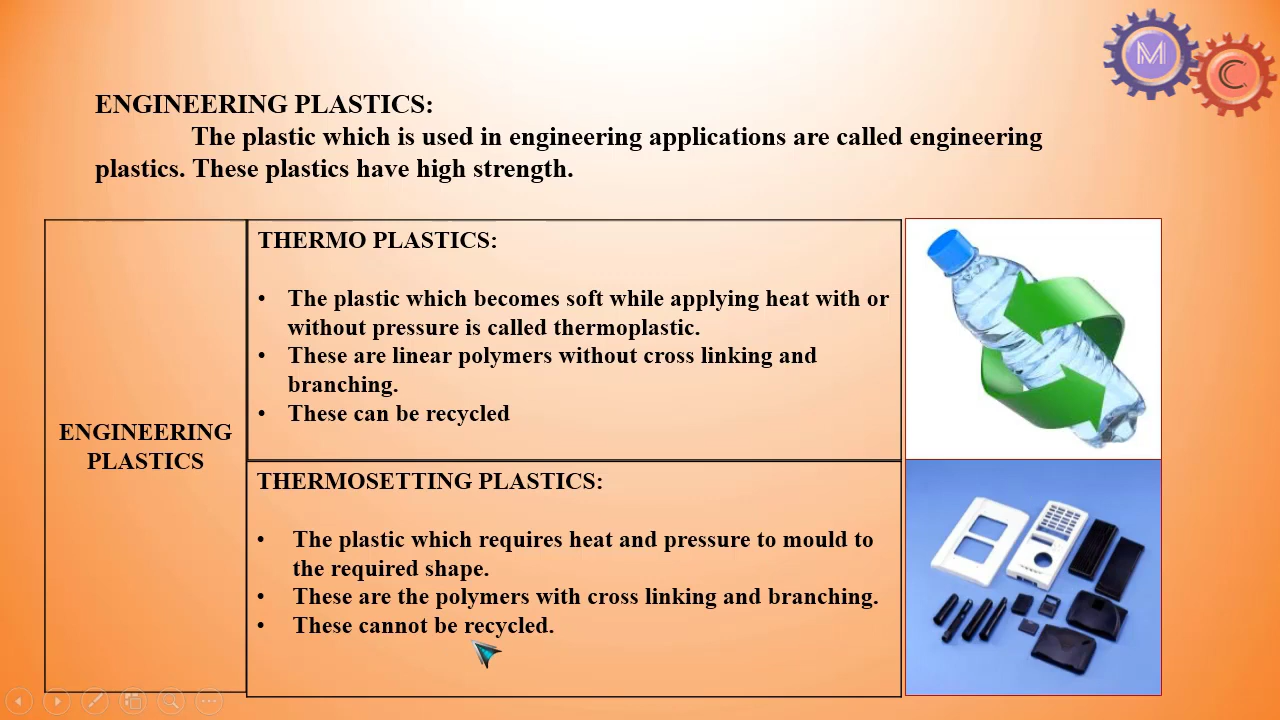 M
C
ENGINEERING PLASTICS:
The plastic which is used in engineering applications are called engineering
plastics. These plastics have high strength.
ENGINEERING
PLASTICS
THERMO PLASTICS:
• The plastic which becomes soft while applying heat with or
without pressure is called thermoplastic.
• These are linear polymers without cross linking and
branching.
• These can be recycled
THERMOSETTING PLASTICS:
• The plastic which requires heat and pressure to mould to
the required shape.
• These are the polymers with cross linking and branching.
• These cannot be recycled.